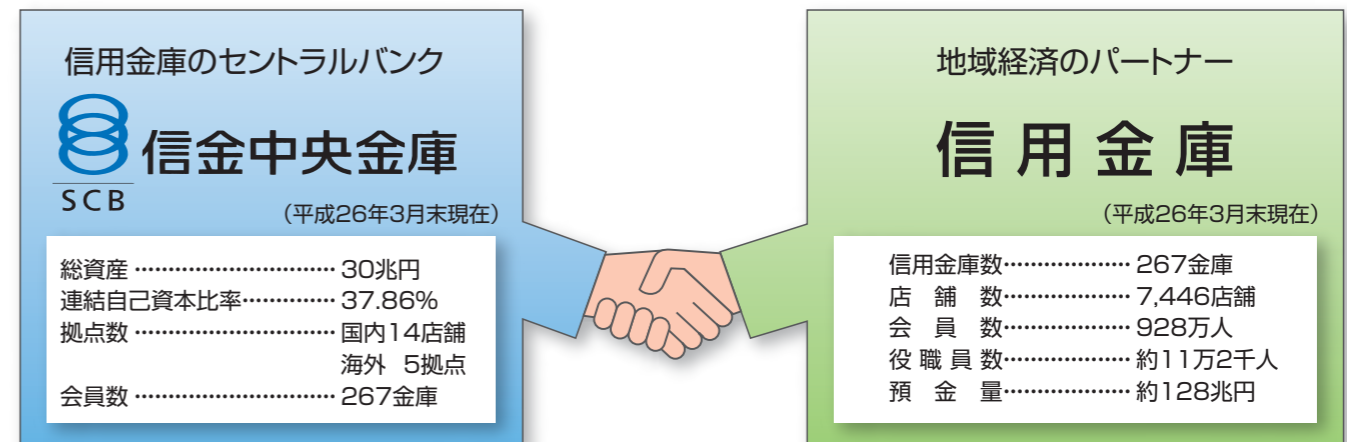 信用金庫のセントラルバンク
信金中央金庫
SCB
（平成26年3月末現在）
総資産 …………………………… 30兆円
連結自己資本比率…………… 37.86%
拠点数 …………………………… 国内14店舗
海外 5拠点
会員数 …………………………… 267金庫
地域経済のパートナー
信用金庫
（平成26年3月末現在）
信用金庫数………………… 267金庫
店舗数………………… 7,446店舗
会員数………………… 928万人
役職員数………………… 約11万2千人
預金量………………… 約128兆円